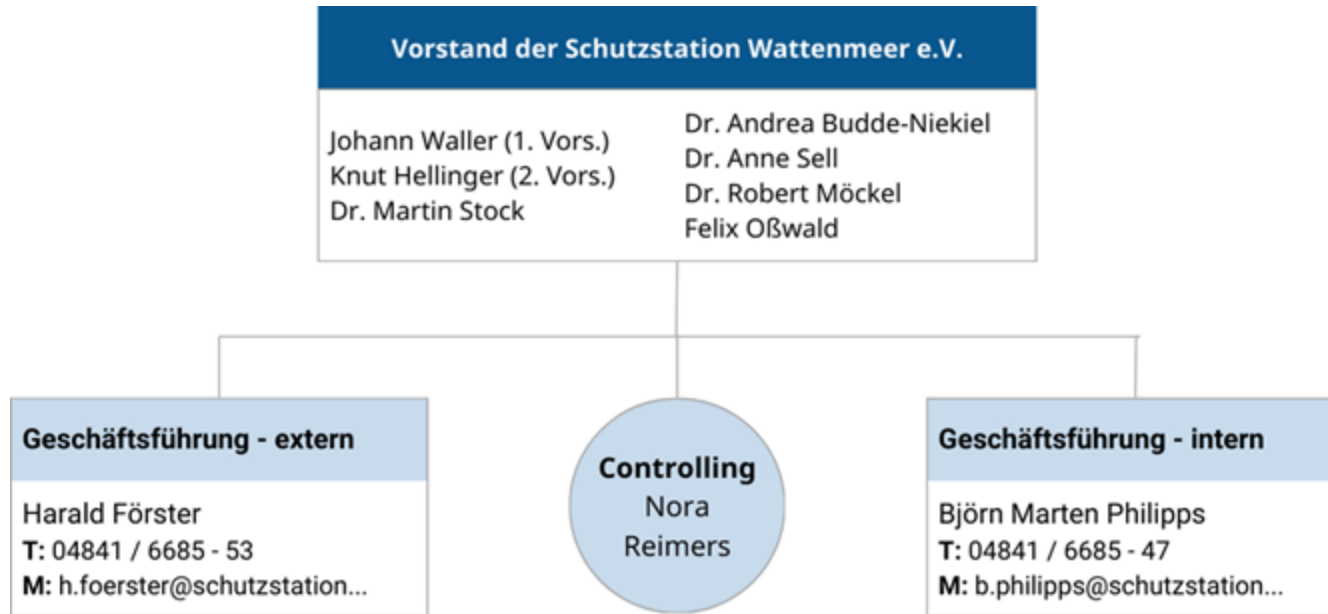 Vorstand der Schutzstation Wattenmeer e.V.
Johann Waller (1. Vors.)
Knut Hellinger (2. Vors.)
Dr. Martin Stock
Dr. Andrea Budde-Niekiel
Dr. Anne Sell
Dr. Robert Möckel
Felix Oßwald
Geschäftsführung - extern
Harald Förster
T: 04841 / 6685 - 53
M: h.foerster@schutzstation...
Controlling
Nora
Reimers
Geschäftsführung - intern
Björn Marten Philipps
T: 04841 / 6685 - 47
M: b.philipps@schutzstation...